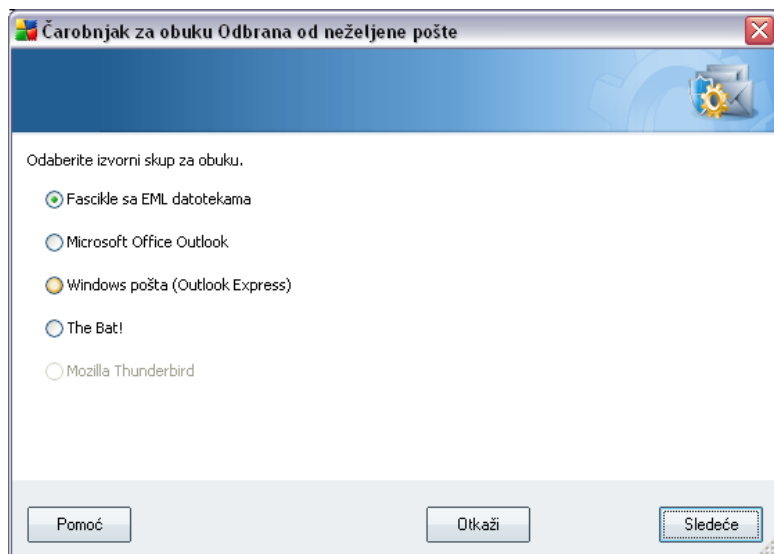 Čarobnjak za obuku Odbrana od neželjene pošte
Odaberite izvorni skup za obuku.
Fascikle sa EML datotekama
Microsoft Office Outlook
Windows pošta (Outlook Express)
The Bat!
Mozilla Thunderbird
Pomoć Otkaži Sledeće